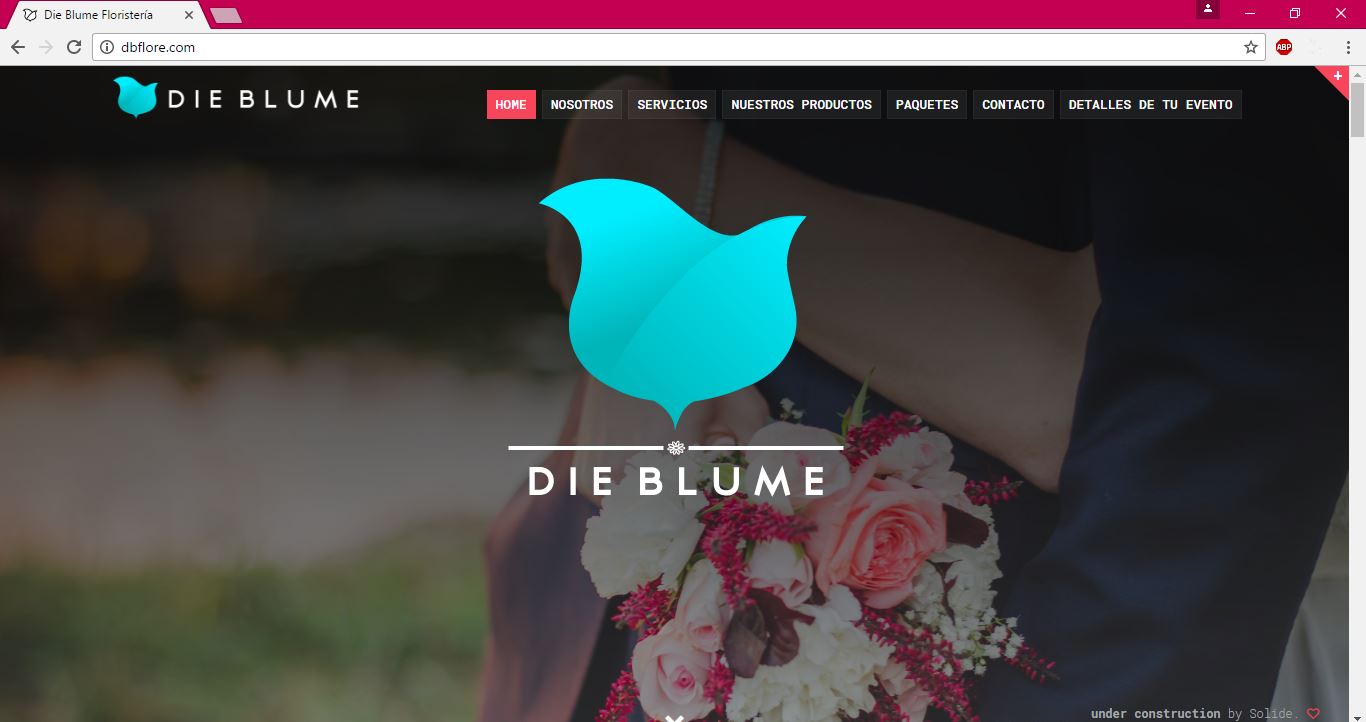 Die Blume Floristería
dbflore.com
ABP
DIE BLUME
HOME NOSOTROS SERVICIOS NUESTROS PRODUCTOS PAQUETES CONTACTO DETALLES DE TU EVENTO
+
DIE BLUME
under construction by Solide.